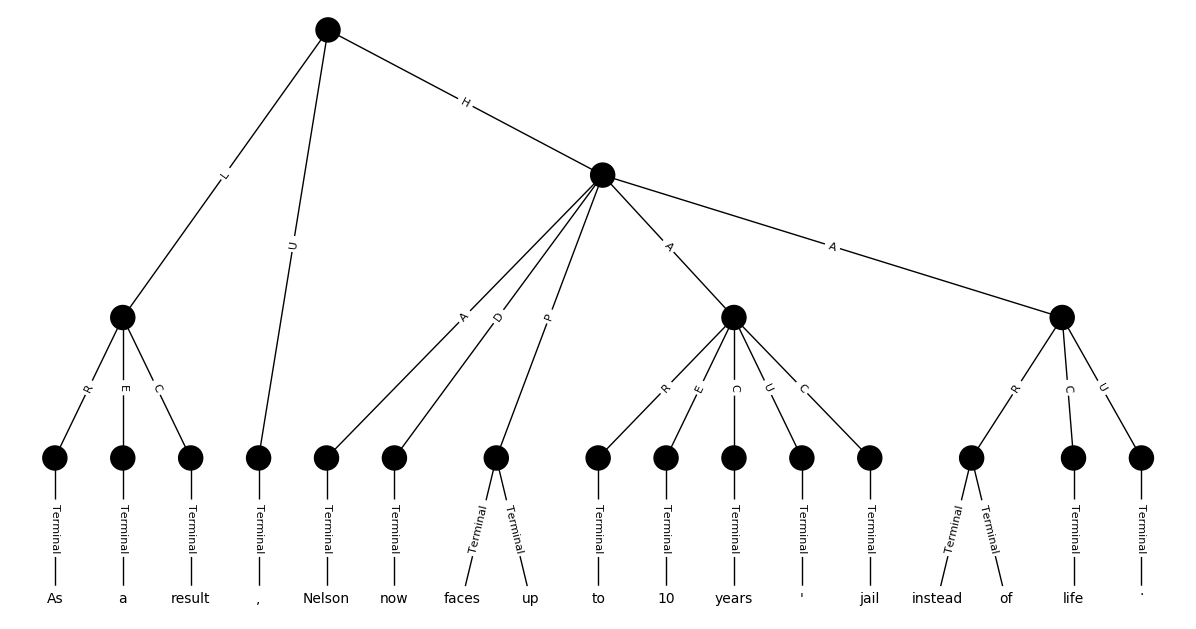 H
L
U
A
A
A
D
P
R
E
C
R
E
C
U
C
R
C
U
Terminal Terminal Terminal Terminal Terminal Terminal Terminal Terminal Terminal Terminal Terminal Terminal Terminal Terminal Terminal Terminal Terminal
As a result , Nelson now faces up to 10 years ' jail instead of life .